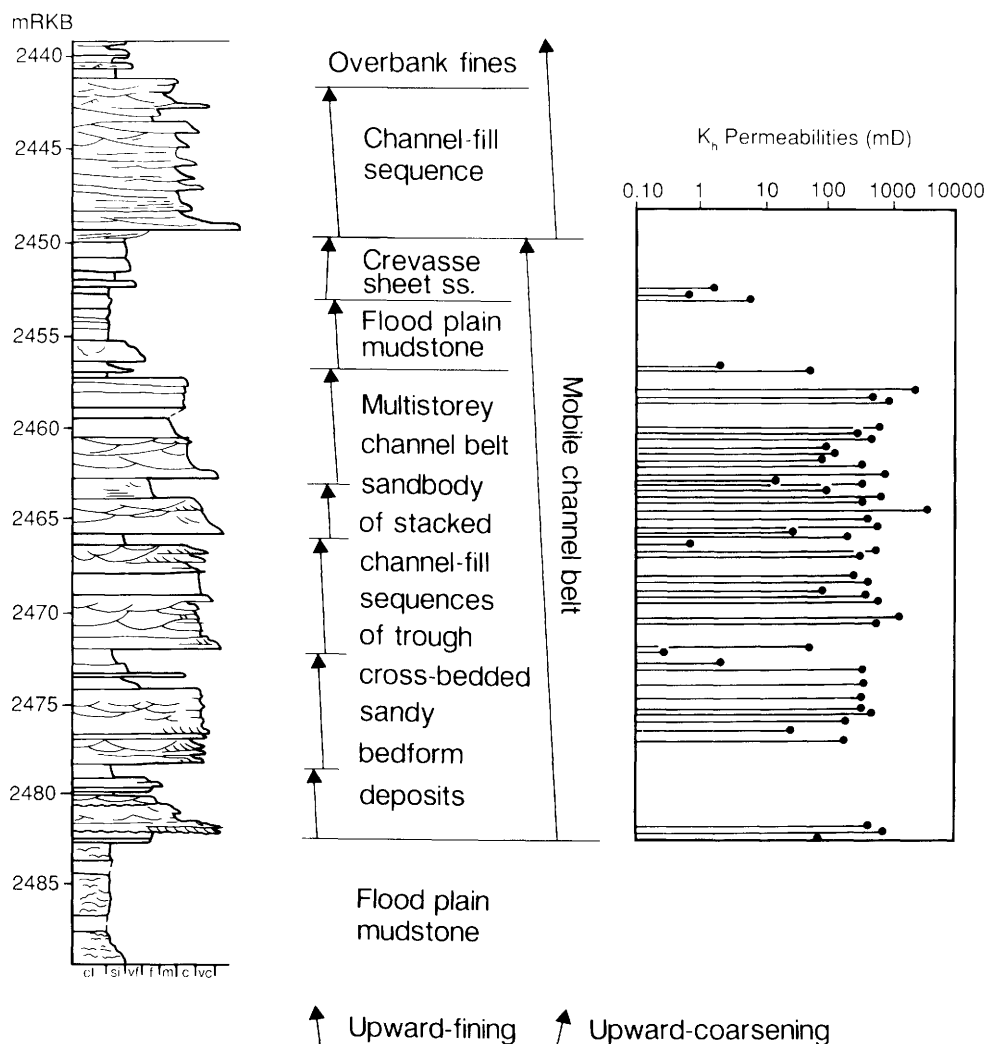 mRKB
2440
2445
2450
2455
2460
2465
2470
2475
2480
2485
cl si vf f m c vc
Overbank fines
Channel-fill
sequence
Crevasse
sheet ss.
Flood plain
mudstone
Multistorey
channel belt
sandbody
of stacked
channel-fill
sequences
of trough
cross-bedded
sandy
bedform
deposits
Flood plain
mudstone
Mobile channel belt
Kh Permeabilities (mD)
0.10 1 10 100 1000 10000
Upward-fining
Upward-coarsening